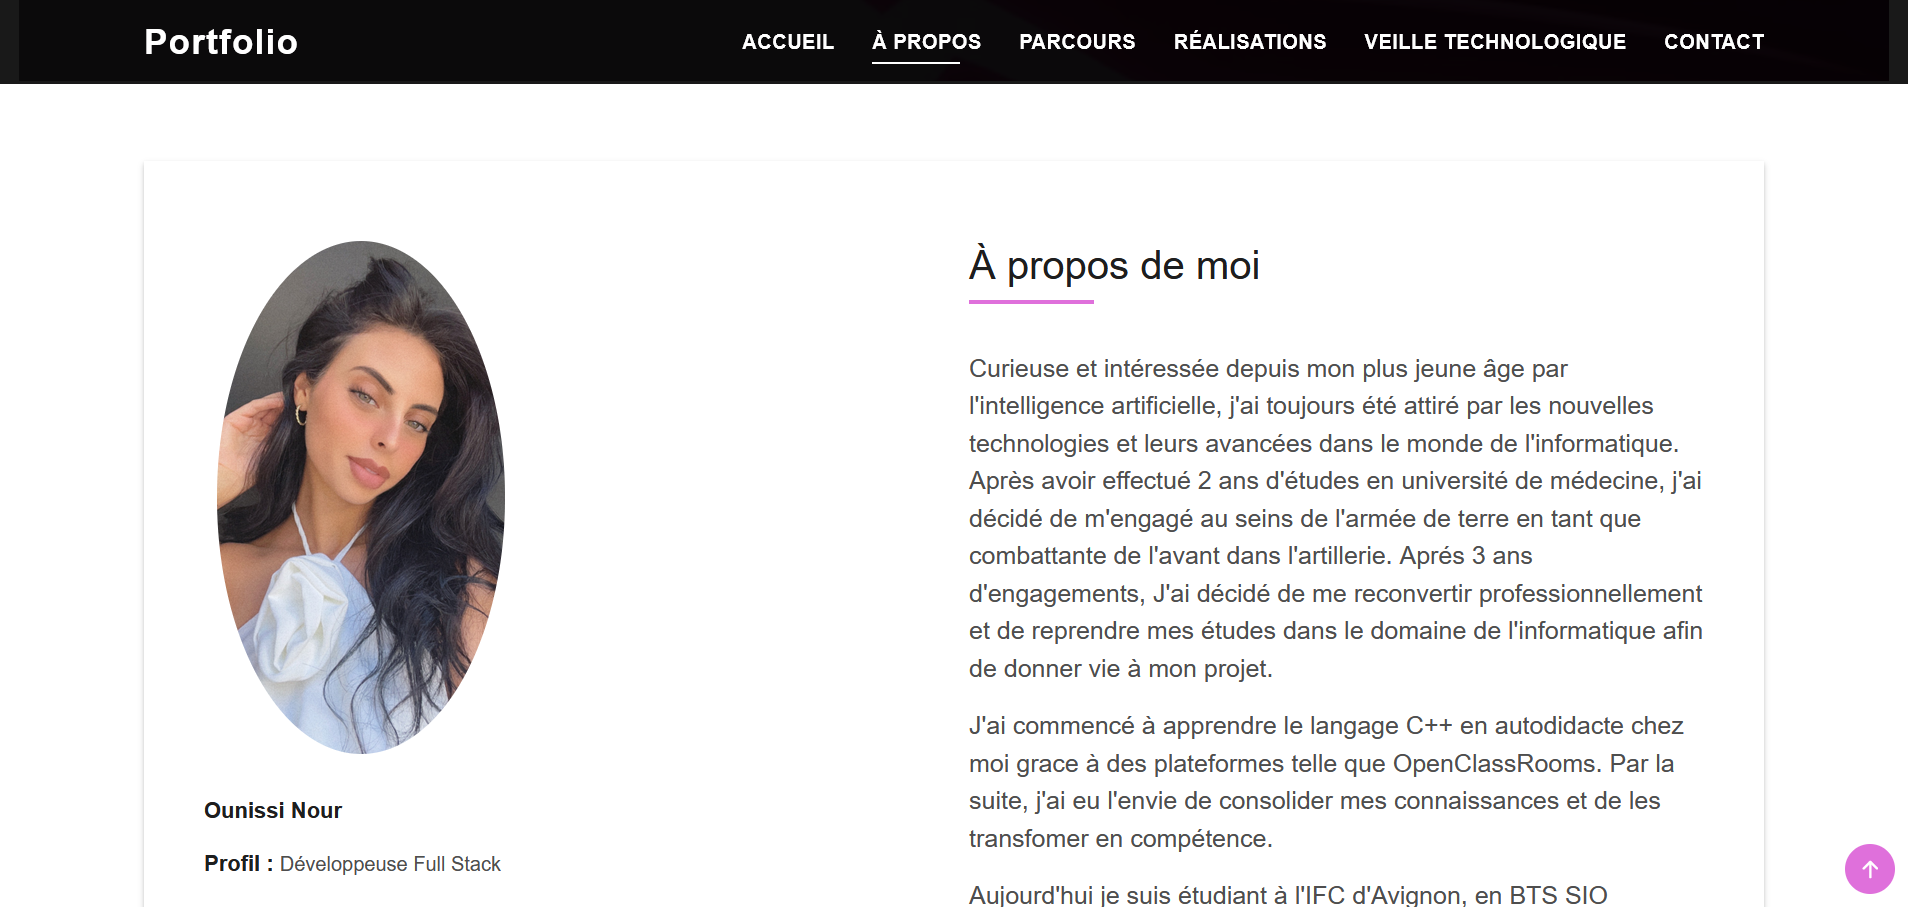 Portfolio
ACCUEIL
À PROPOS
PARCOURS
RÉALISATIONS
VEILLE TECHNOLOGIQUE
CONTACT
Ounissi Nour
Profil : Développeuse Full Stack
À propos de moi
Curieuse et intéressée depuis mon plus jeune âge par
l'intelligence artificielle, j'ai toujours été attiré par les nouvelles
technologies et leurs avancées dans le monde de l'informatique.
Après avoir effectué 2 ans d'études en université de médecine, j'ai
décidé de m'engagé au seins de l'armée de terre en tant que
combattante de l'avant dans l'artillerie. Aprés 3 ans
d'engagements, J'ai décidé de me reconvertir professionnellement
et de reprendre mes études dans le domaine de l'informatique afin
de donner vie à mon projet.
J'ai commencé à apprendre le langage C++ en autodidacte chez
moi grace à des plateformes telle que OpenClassRooms. Par la
suite, j'ai eu l'envie de consolider mes connaissances et de les
transfomer en compétence.
Aujourd'hui je suis étudiant à l'IFC d'Avignon, en BTS SIO